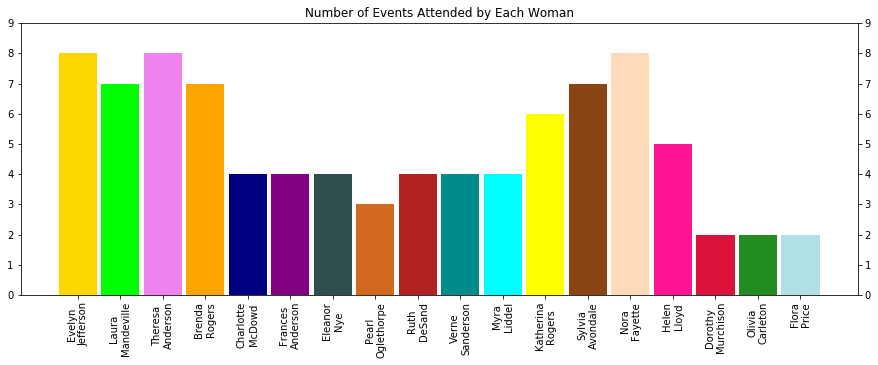 Number of Events Attended by Each Woman
9
8
7
6
5
4
3
2
1
0
9
8
7
6
5
4
3
2
1
0
Evelyn
Jefferson
Laura
Mandeville
Theresa
Anderson
Brenda
Rogers
Charlotte
McDowd
Frances
Anderson
Eleanor
Nye
Pearl
Oglethorpe
Ruth
DeSand
Verne
Sanderson
Myra
Liddel
Katherina
Rogers
Sylvia
Avondale
Nora
Fayette
Helen
Lloyd
Dorothy
Murchison
Olivia
Carleton
Flora
Price